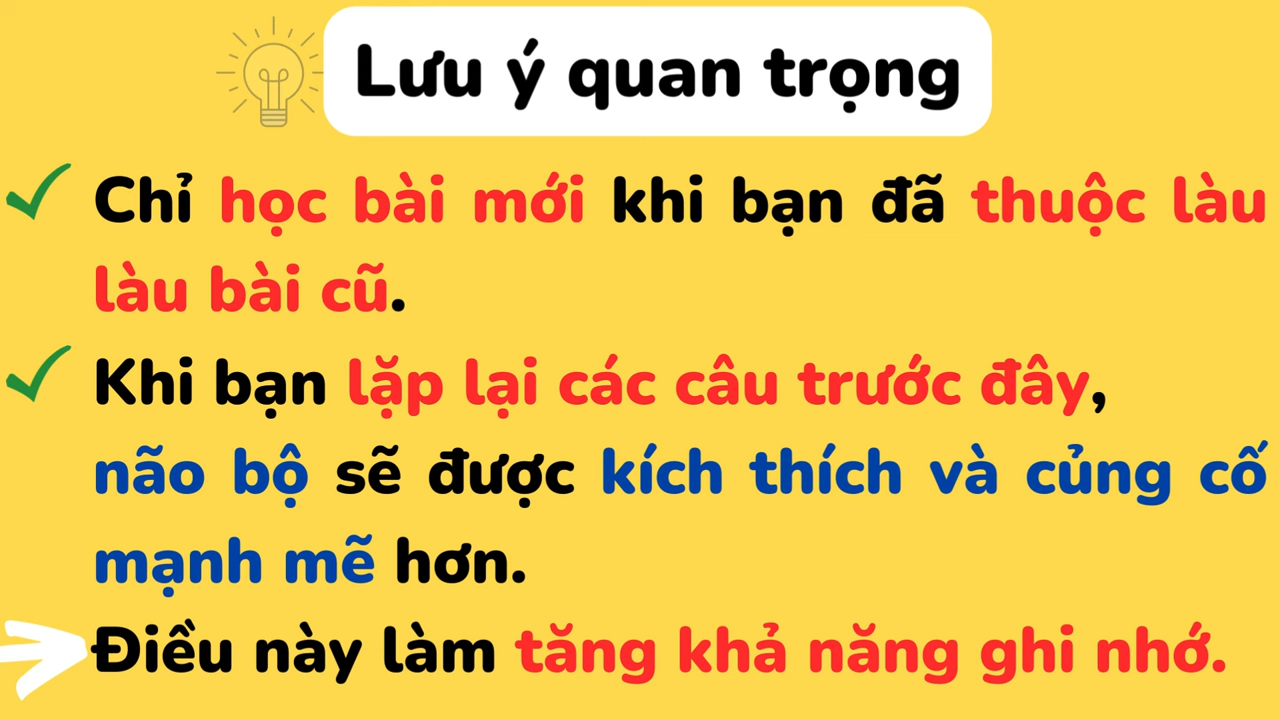 Lưu ý quan trọng
Chỉ học bài mới khi bạn đã thuộc làu
làu bài cũ.
Khi bạn lặp lại các câu trước đây,
não bộ sẽ được kích thích và củng cố
mạnh mẽ hơn.
Điều này làm tăng khả năng ghi nhớ.